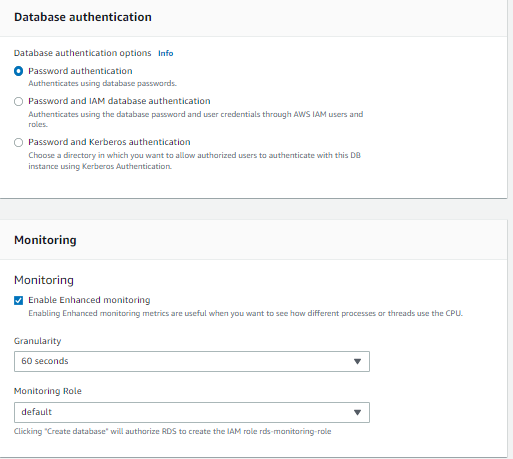 Database authentication
Database authentication options Info
Password authentication
Authenticates using database passwords.
Password and IAM database authentication
Authenticates using the database password and user credentials through AWS IAM users and
roles.
Password and Kerberos authentication
Choose a directory in which you want to allow authorized users to authenticate with this DB
instance using Kerberos Authentication.
Monitoring
Monitoring
Enable Enhanced monitoring
Enabling Enhanced monitoring metrics are useful when you want to see how different processes or threads use the CPU.
Granularity
60 seconds
Monitoring Role
default
Clicking "Create database" will authorize RDS to create the IAM role rds-monitoring-role